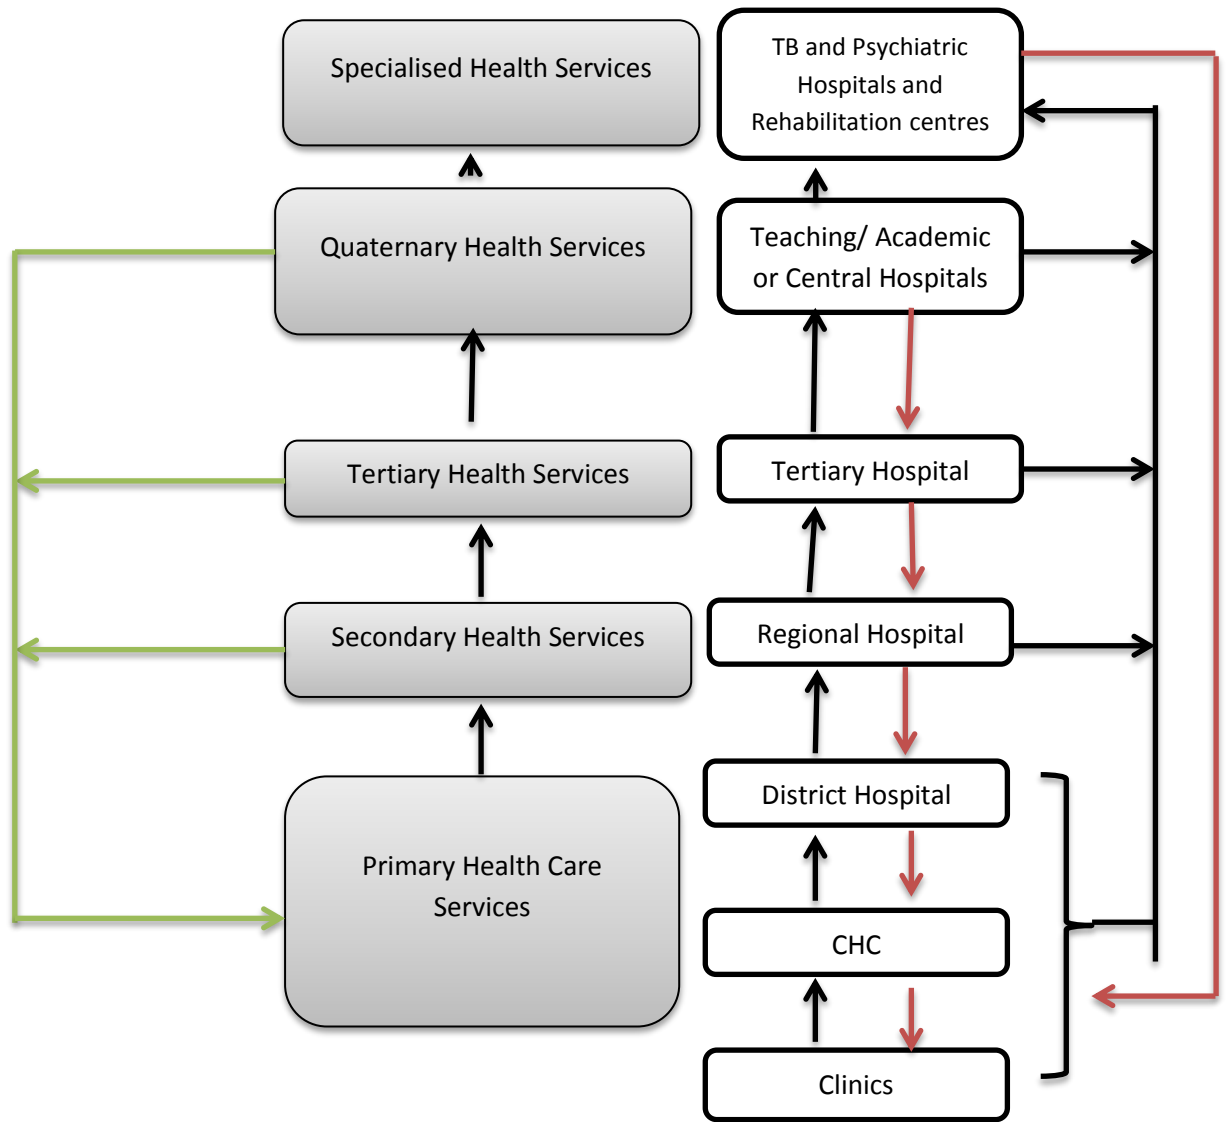 Specialised Health Services
TB and Psychiatric
Hospitals and
Rehabilitation centres
Quaternary Health Services
Teaching/ Academic
or Central Hospitals
Tertiary Health Services
Tertiary Hospital
Secondary Health Services
Regional Hospital
District Hospital
Primary Health Care
Services
CHC
Clinics